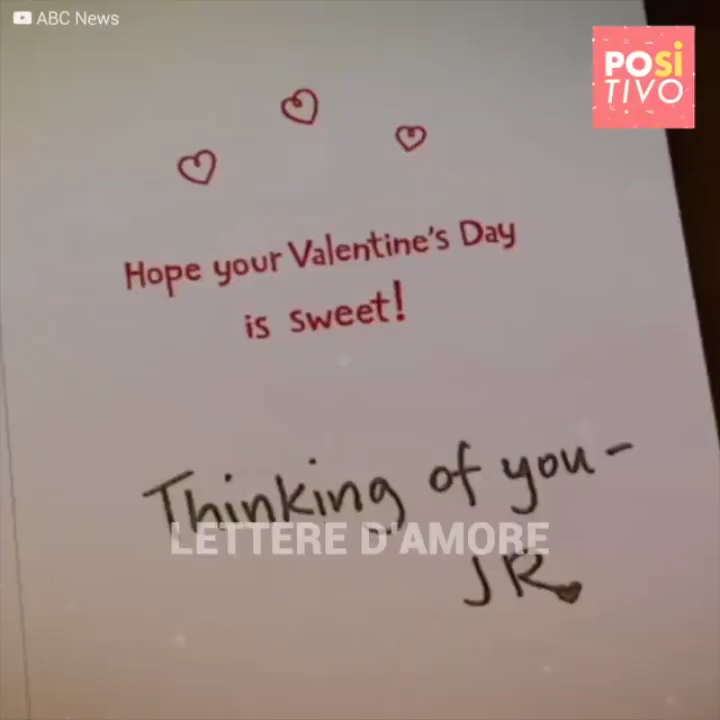 ABC News
POSi
TIVO
Hope your Valentine's Day
is sweet!
Thinking of you -
LETTERE D'AMORE
JR